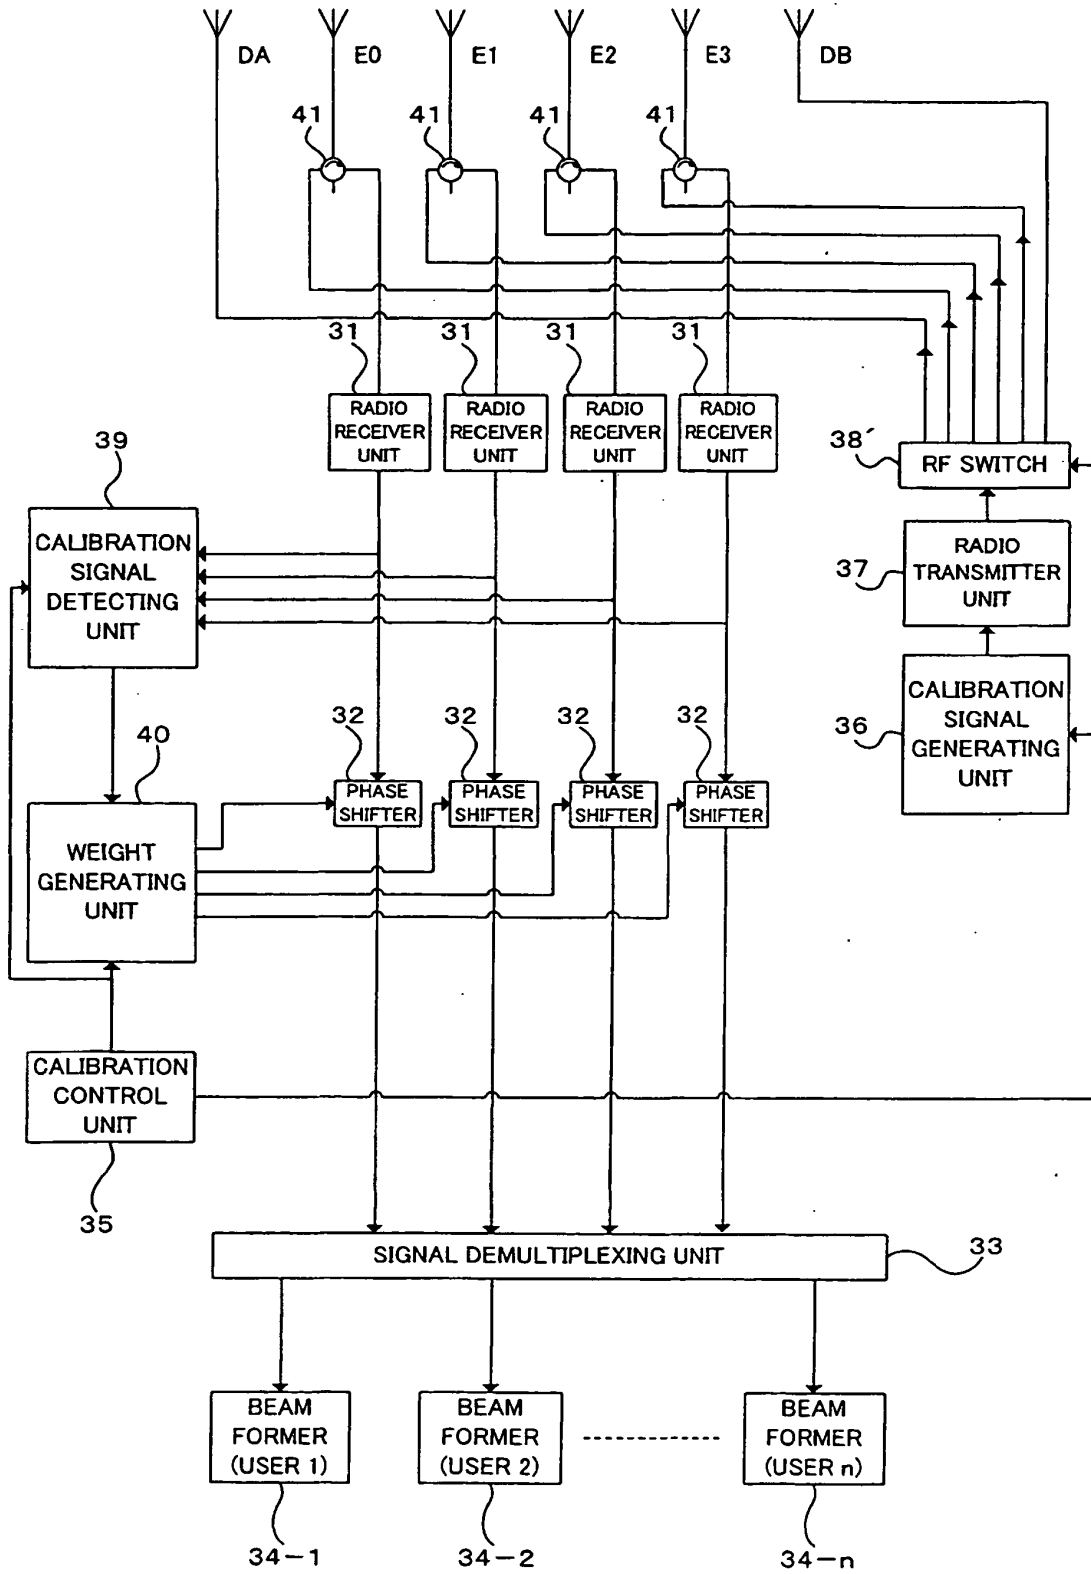 DA
E0
E1
E2
E3
DB
41
41
41
41
31
31
31
31
RADIO
RECEIVER
UNIT
RADIO
RECEIVER
UNIT
RADIO
RECEIVER
UNIT
RADIO
RECEIVER
UNIT
38′
RF SWITCH
39
CALIBRATION
SIGNAL
DETECTING
UNIT
37
RADIO
TRANSMITTER
UNIT
36
CALIBRATION
SIGNAL
GENERATING
UNIT
40
32
32
32
32
PHASE
SHIFTER
PHASE
SHIFTER
PHASE
SHIFTER
PHASE
SHIFTER
WEIGHT
GENERATING
UNIT
CALIBRATION
CONTROL
UNIT
35
SIGNAL DEMULTIPLEXING UNIT
33
BEAM
FORMER
(USER 1)
BEAM
FORMER
(USER 2)
BEAM
FORMER
(USER n)
34-1
34-2
34-n